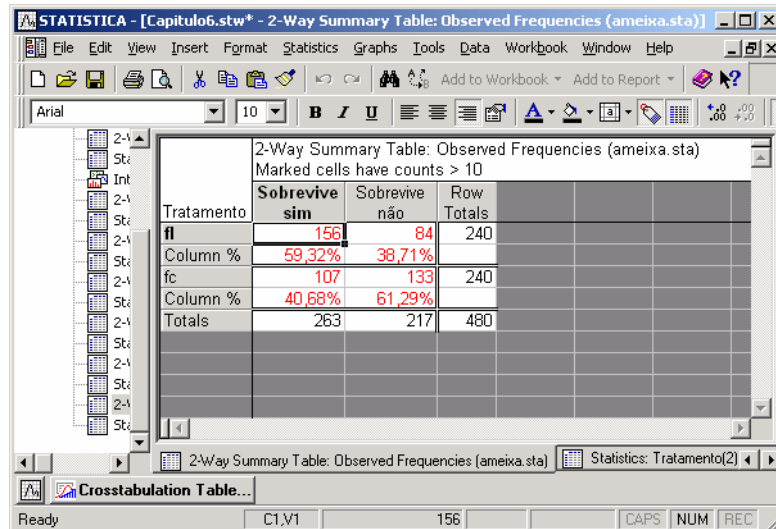 STATISTICA - [Capitulo6.stw* - 2-Way Summary Table: Observed Frequencies (ameixa.sta)]
File Edit View Insert Format Statistics Graphs Tools Data Workbook Window Help
Add to Workbook Add to Report
Arial 10 B I U
2-Way Summary Table: Observed Frequencies (ameixa.sta)
Marked cells have counts > 10
Tratamento Sobrevive sim Sobrevive não Row Totals
fl 156 84 240
Column % 59,32% 38,71%
fc 107 133 240
Column % 40,68% 61,29%
Totals 263 217 480
2-Way Summary Table: Observed Frequencies (ameixa.sta) Statistics: Tratamento(2)
Crosstabulation Table...
Ready C1,V1 156 CAPS NUM REC